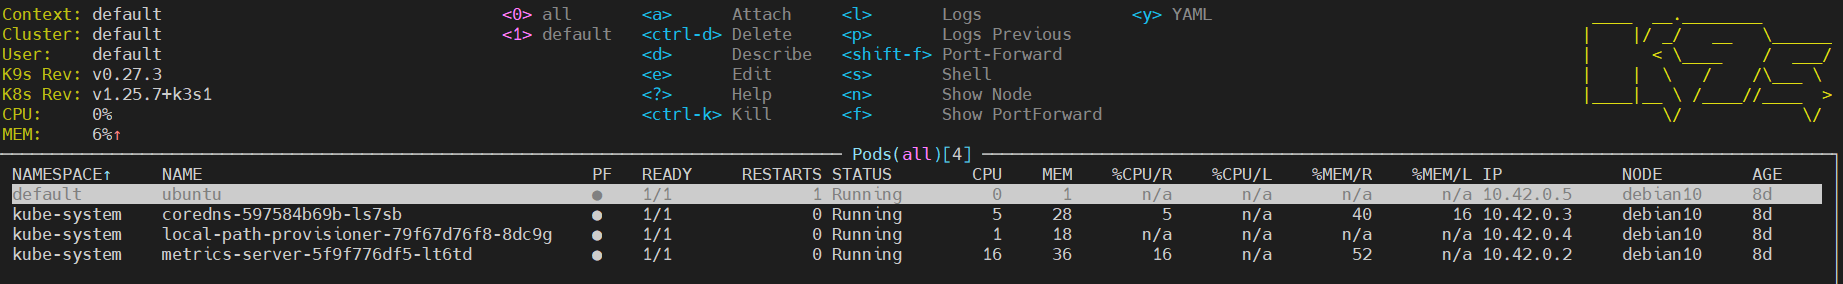 Context: default <0> all <a> Attach <l> Logs <y> YAML
Cluster: default <1> default <ctrl-d> Delete <p> Logs Previous
User: default <d> Describe <shift-f> Port-Forward
K9s Rev: v0.27.3 <e> Edit <s> Shell
K8s Rev: v1.25.7+k3s1 <?> Help <n> Show Node
CPU: 0% <ctrl-k> Kill <f> Show PortForward
MEM: 6%↑
Pods(all)[4]
NAMESPACE↑ NAME PF READY RESTARTS STATUS CPU MEM %CPU/R %CPU/L %MEM/R %MEM/L IP NODE AGE
default ubuntu ● 1/1 1 Running 0 1 n/a n/a n/a n/a 10.42.0.5 debian10 8d
kube-system coredns-597584b69b-ls7sb ● 1/1 0 Running 5 28 5 n/a 40 16 10.42.0.3 debian10 8d
kube-system local-path-provisioner-79f67d76f8-8dc9g ● 1/1 0 Running 1 18 n/a n/a n/a n/a 10.42.0.4 debian10 8d
kube-system metrics-server-5f9f776df5-lt6td ● 1/1 0 Running 16 36 16 n/a 52 n/a 10.42.0.2 debian10 8d